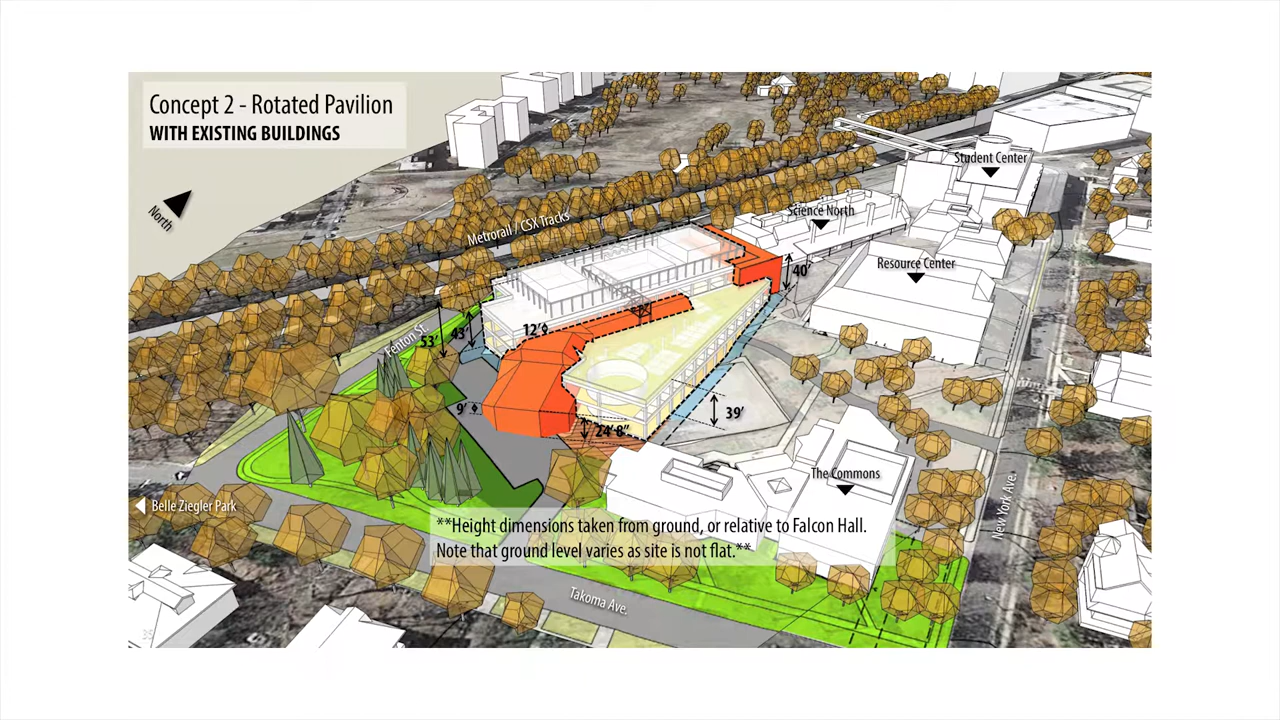 Concept 2 - Rotated Pavilion
WITH EXISTING BUILDINGS
North
Metrorail / CSX Tracks
Student Center
Science North
Resource Center
40'
Fenton St.
53'
43'
12'
9'
39'
24' 8"
The Commons
Belle Ziegler Park
New York Ave.
**Height dimensions taken from ground, or relative to Falcon Hall.
Note that ground level varies as site is not flat.**
Takoma Ave.
35